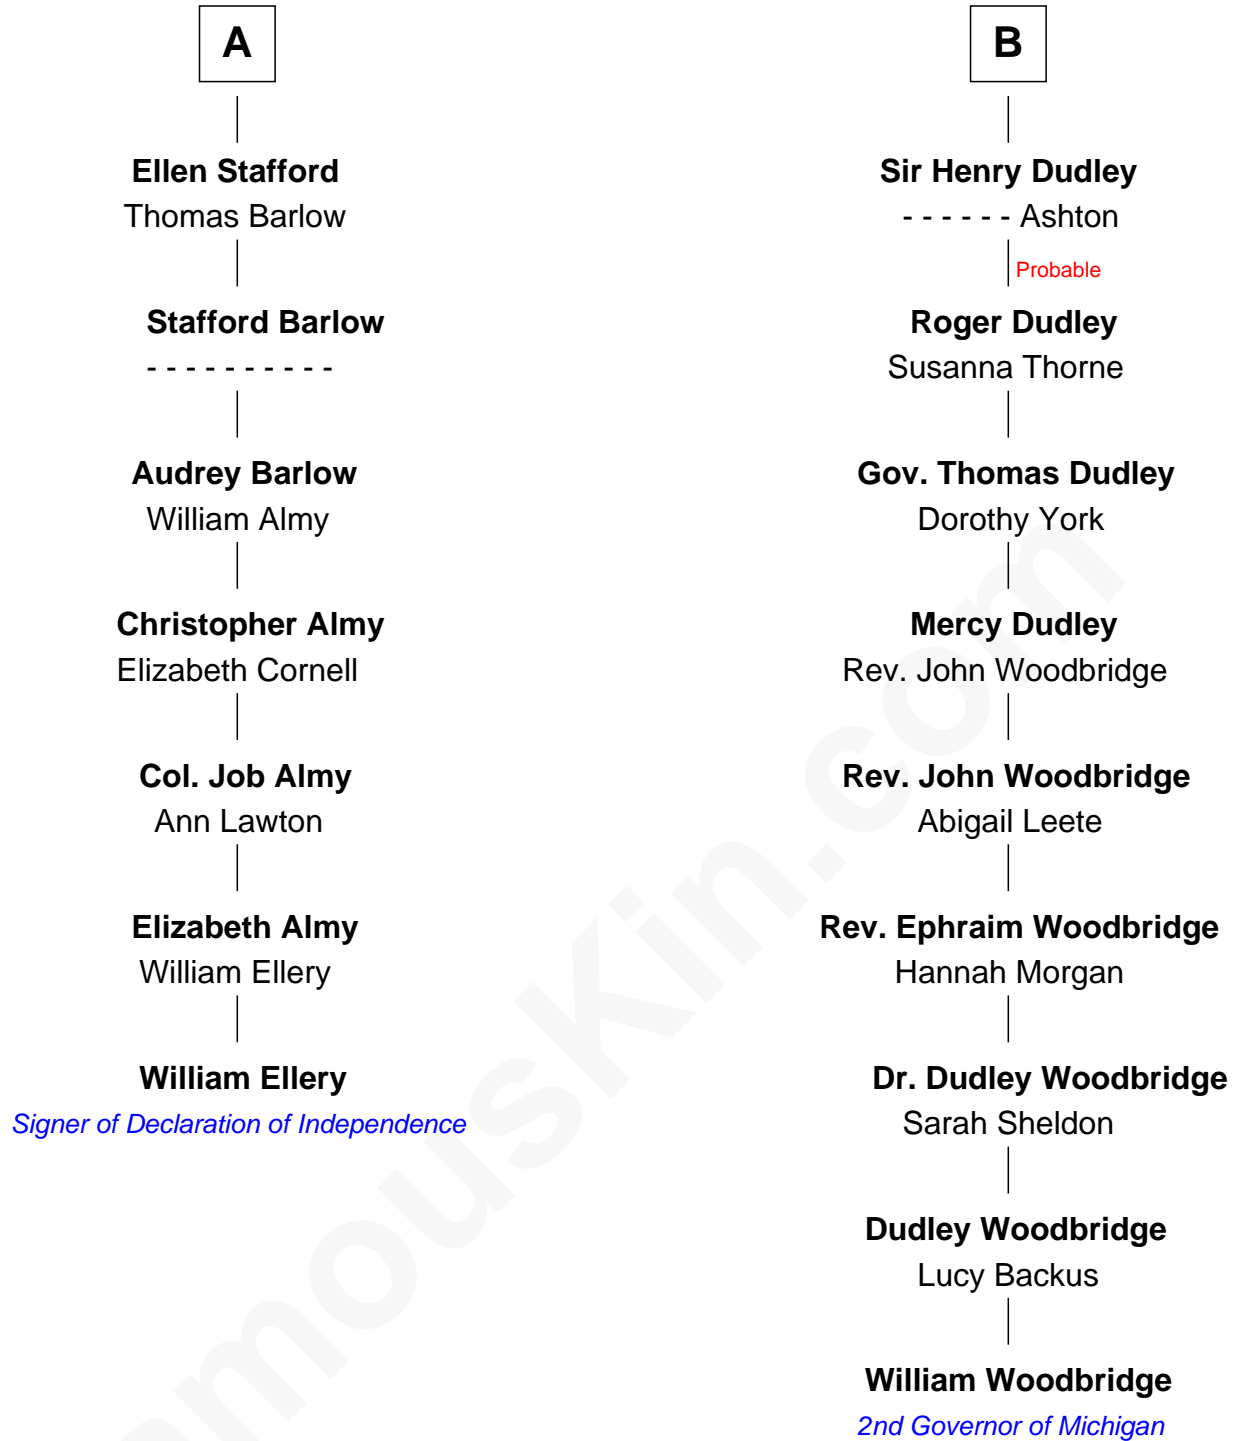 A
Ellen Stafford
Thomas Barlow
Stafford Barlow
- - - - - - - - - -
Audrey Barlow
William Almy
Christopher Almy
Elizabeth Cornell
Col. Job Almy
Ann Lawton
Elizabeth Almy
William Ellery
William Ellery
Signer of Declaration of Independence
B
Sir Henry Dudley
- - - - - - Ashton
Probable
Roger Dudley
Susanna Thorne
Gov. Thomas Dudley
Dorothy York
Mercy Dudley
Rev. John Woodbridge
Rev. John Woodbridge
Abigail Leete
Rev. Ephraim Woodbridge
Hannah Morgan
Dr. Dudley Woodbridge
Sarah Sheldon
Dudley Woodbridge
Lucy Backus
William Woodbridge
2nd Governor of Michigan
amouskin.com